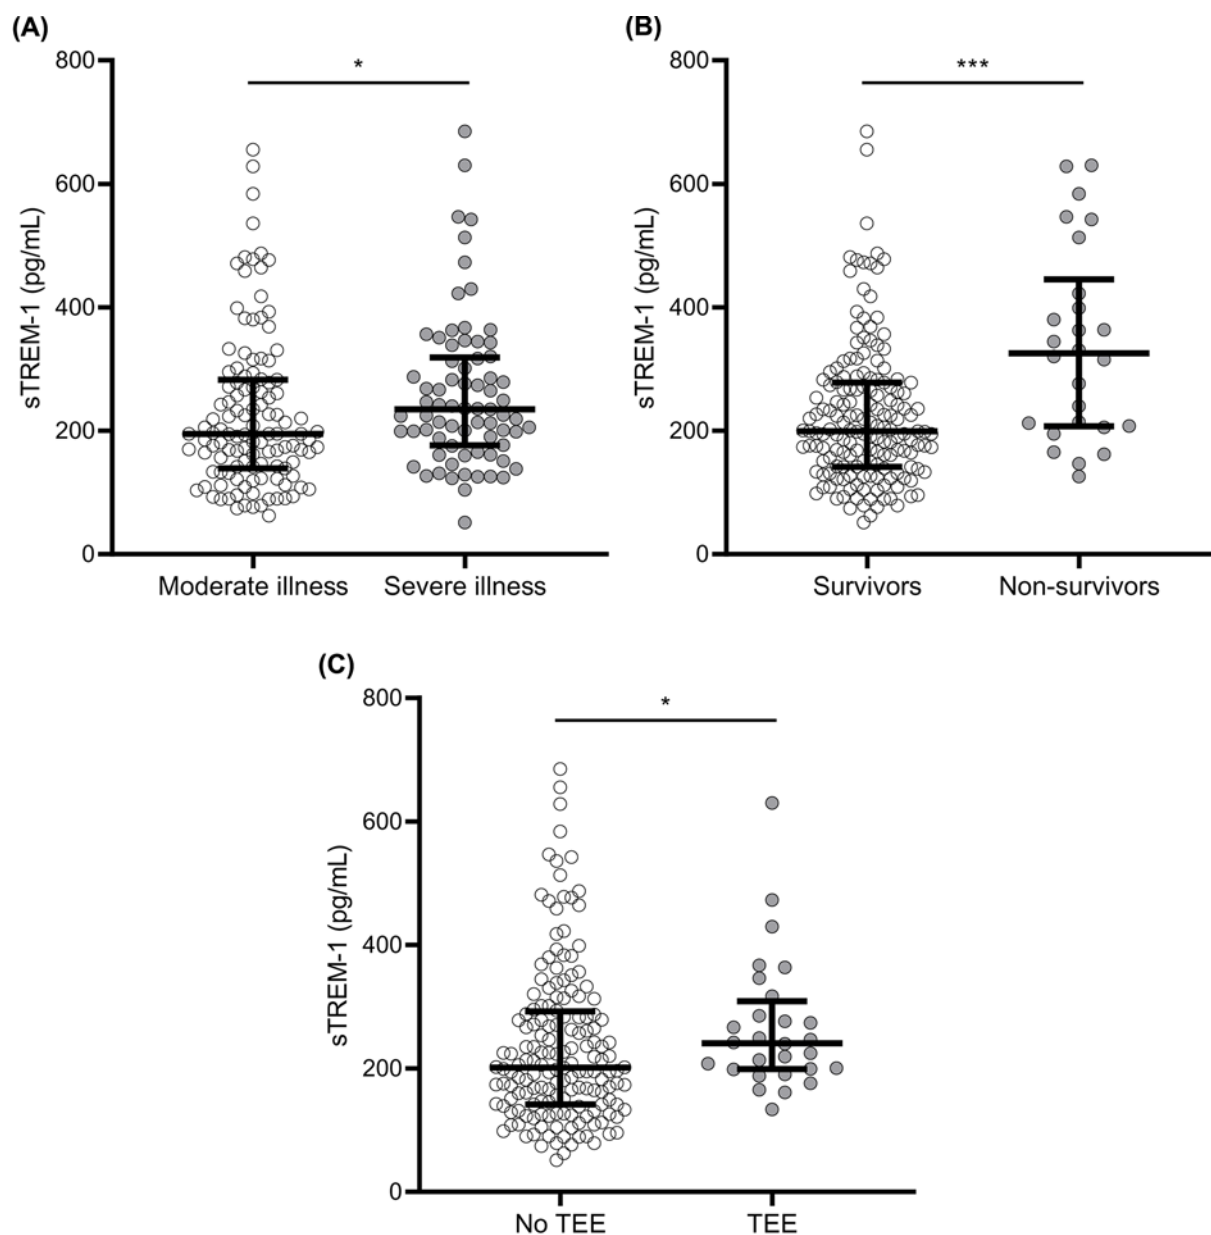 (A)
800
600
400
200
0
sTREM-1 (pg/mL)
*
Moderate illness
Severe illness
(B)
800
600
400
200
0
sTREM-1 (pg/mL)
***
Survivors
Non-survivors
(C)
800
600
400
200
0
sTREM-1 (pg/mL)
*
No TEE
TEE